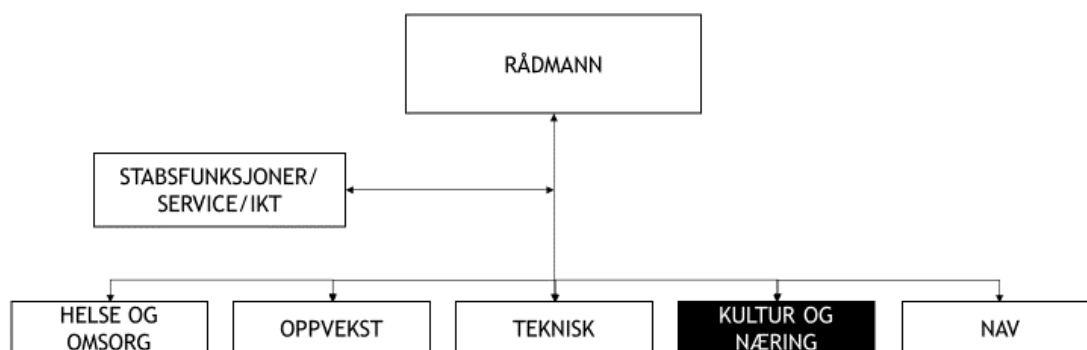 RÅDMANN
STABSFUNKSJONER/
SERVICE/IKT
HELSE OG
OMSORG
OPPVEKST
TEKNISK
KULTUR OG
NÆRING
NAV